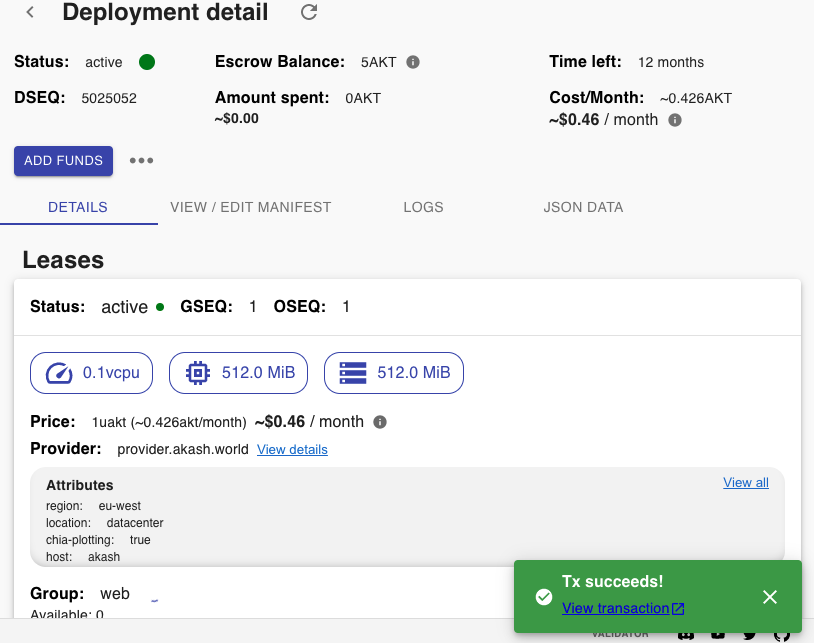 Deployment detail
Status: active Escrow Balance: 5AKT Time left: 12 months
DSEQ: 5025052 Amount spent: 0AKT Cost/Month: ~0.426AKT
~$0.00 ~$0.46 / month
ADD FUNDS
DETAILS VIEW / EDIT MANIFEST LOGS JSON DATA
Leases
Status: active GSEQ: 1 OSEQ: 1
0.1vcpu 512.0 MiB 512.0 MiB
Price: 1uakt (~0.426akt/month) ~$0.46 / month
Provider: provider.akash.world View details
Attributes View all
region: eu-west
location: datacenter
chia-plotting: true
host: akash
Group: web
Available: 0
Tx succeeds!
View transaction
VALIDATOR